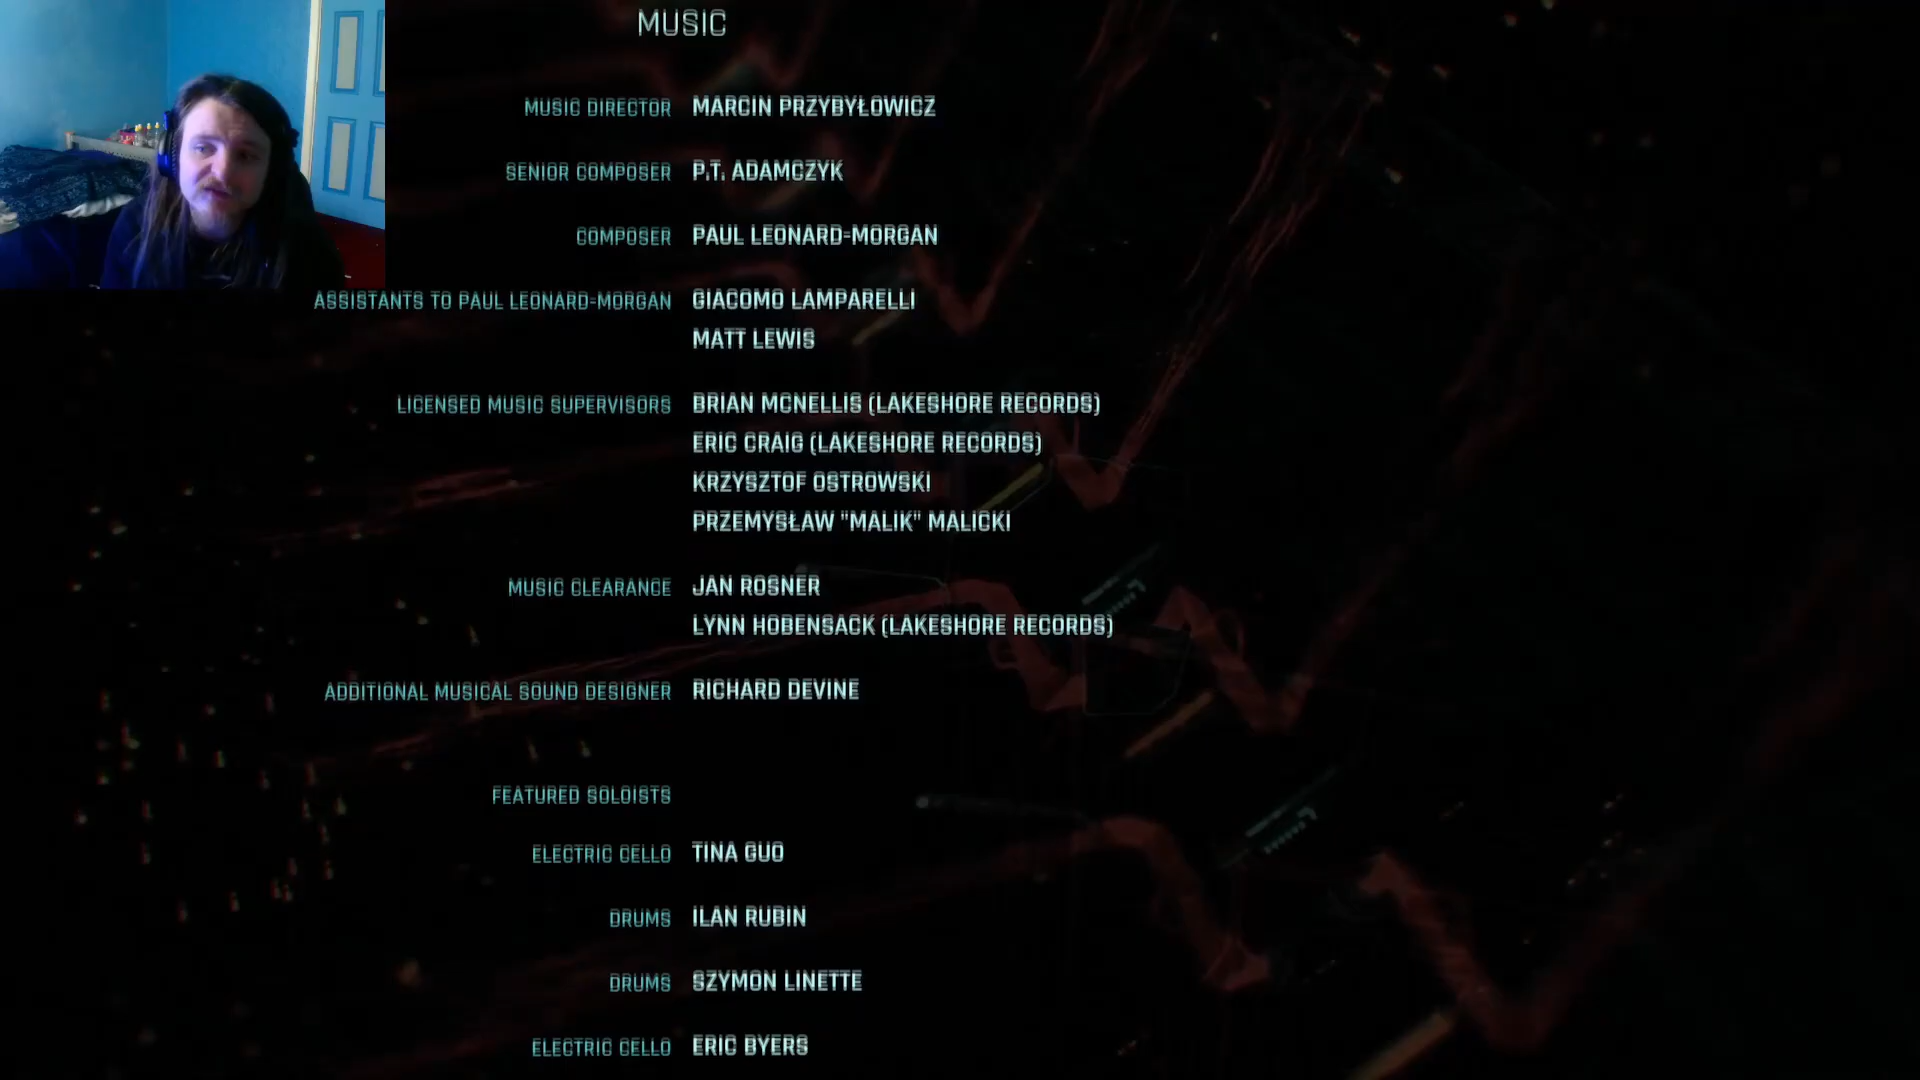 MUSIC
MUSIC DIRECTOR MARCIN PRZYBYŁOWICZ
SENIOR COMPOSER P.T. ADAMCZYK
COMPOSER PAUL LEONARD-MORGAN
ASSISTANTS TO PAUL LEONARD-MORGAN GIACOMO LAMPARELLI
MATT LEWIS
LICENSED MUSIC SUPERVISORS BRIAN MCNELLIS (LAKESHORE RECORDS)
ERIC CRAIG (LAKESHORE RECORDS)
KRZYSZTOF OSTROWSKI
PRZEMYSŁAW "MALIK" MALICKI
MUSIC CLEARANCE JAN ROSNER
LYNN HOBENSACK (LAKESHORE RECORDS)
ADDITIONAL MUSICAL SOUND DESIGNER RICHARD DEVINE
FEATURED SOLOISTS
ELECTRIC CELLO TINA GUO
DRUMS ILAN RUBIN
DRUMS SZYMON LINETTE
ELECTRIC CELLO ERIC BYERS